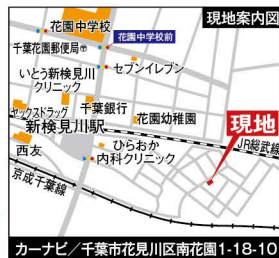 現地案内図
花園中学校
花園中学校前
千葉花園郵便局〒
セブンイレブン
いとう新検見川
クリニック
千葉銀行
セックスドラッグ
花園幼稚園
新検見川駅
現地
JR総武線
西友
ひらおか
内科クリニック
京成千葉線
カーナビ／千葉市花見川区南花園1-18-10